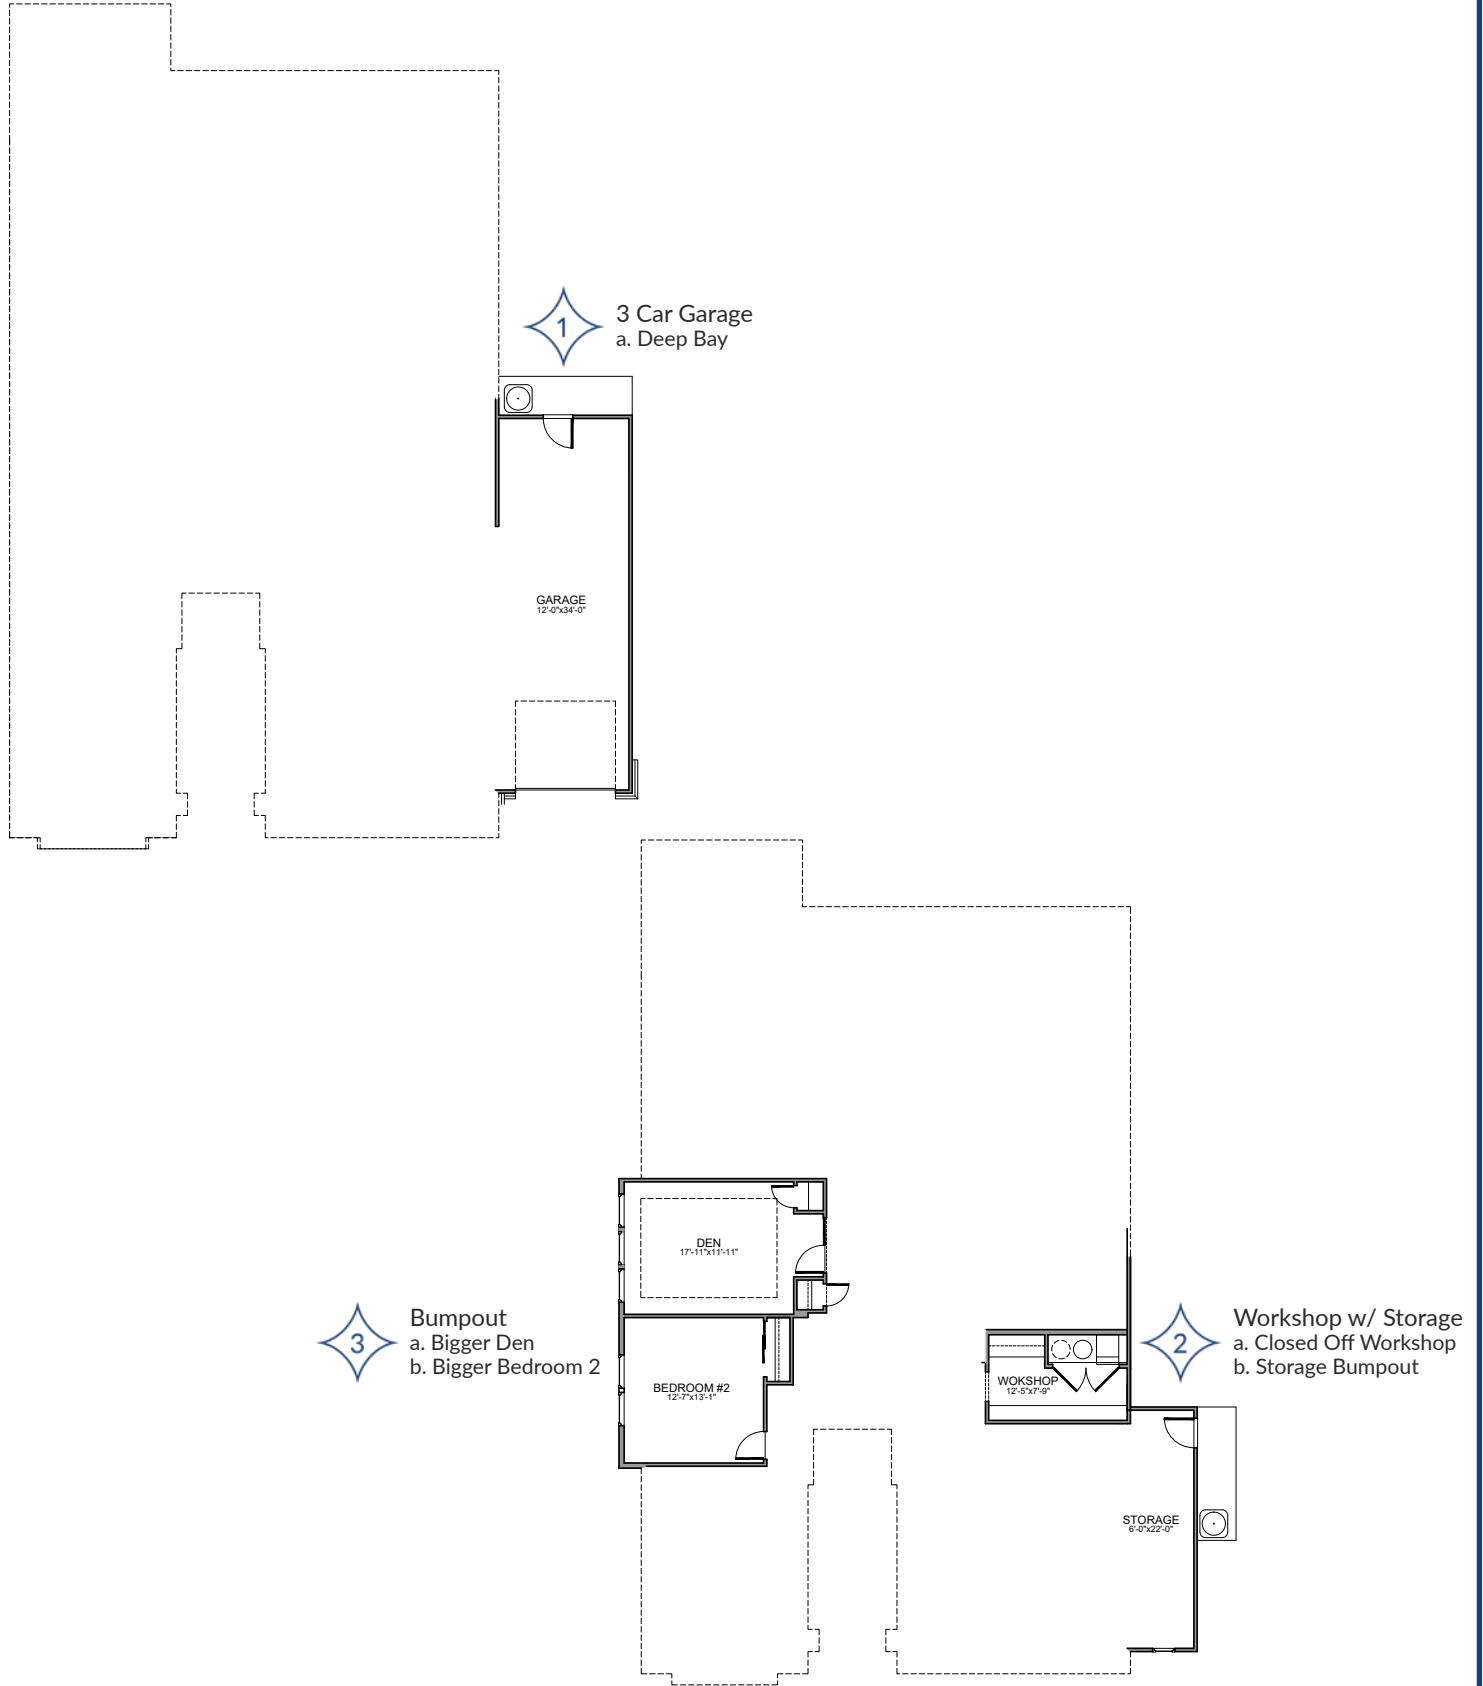 1
3 Car Garage
a. Deep Bay
GARAGE
12'-0"x34'-0"
DEN
17'-11"x11'-11"
3
Bumpout
a. Bigger Den
b. Bigger Bedroom 2
BEDROOM #2
12'-7"x13'-1"
WOKSHOP
12'-5"x7'-9"
2
Workshop w/ Storage
a. Closed Off Workshop
b. Storage Bumpout
STORAGE
6'-0"x22'-0"